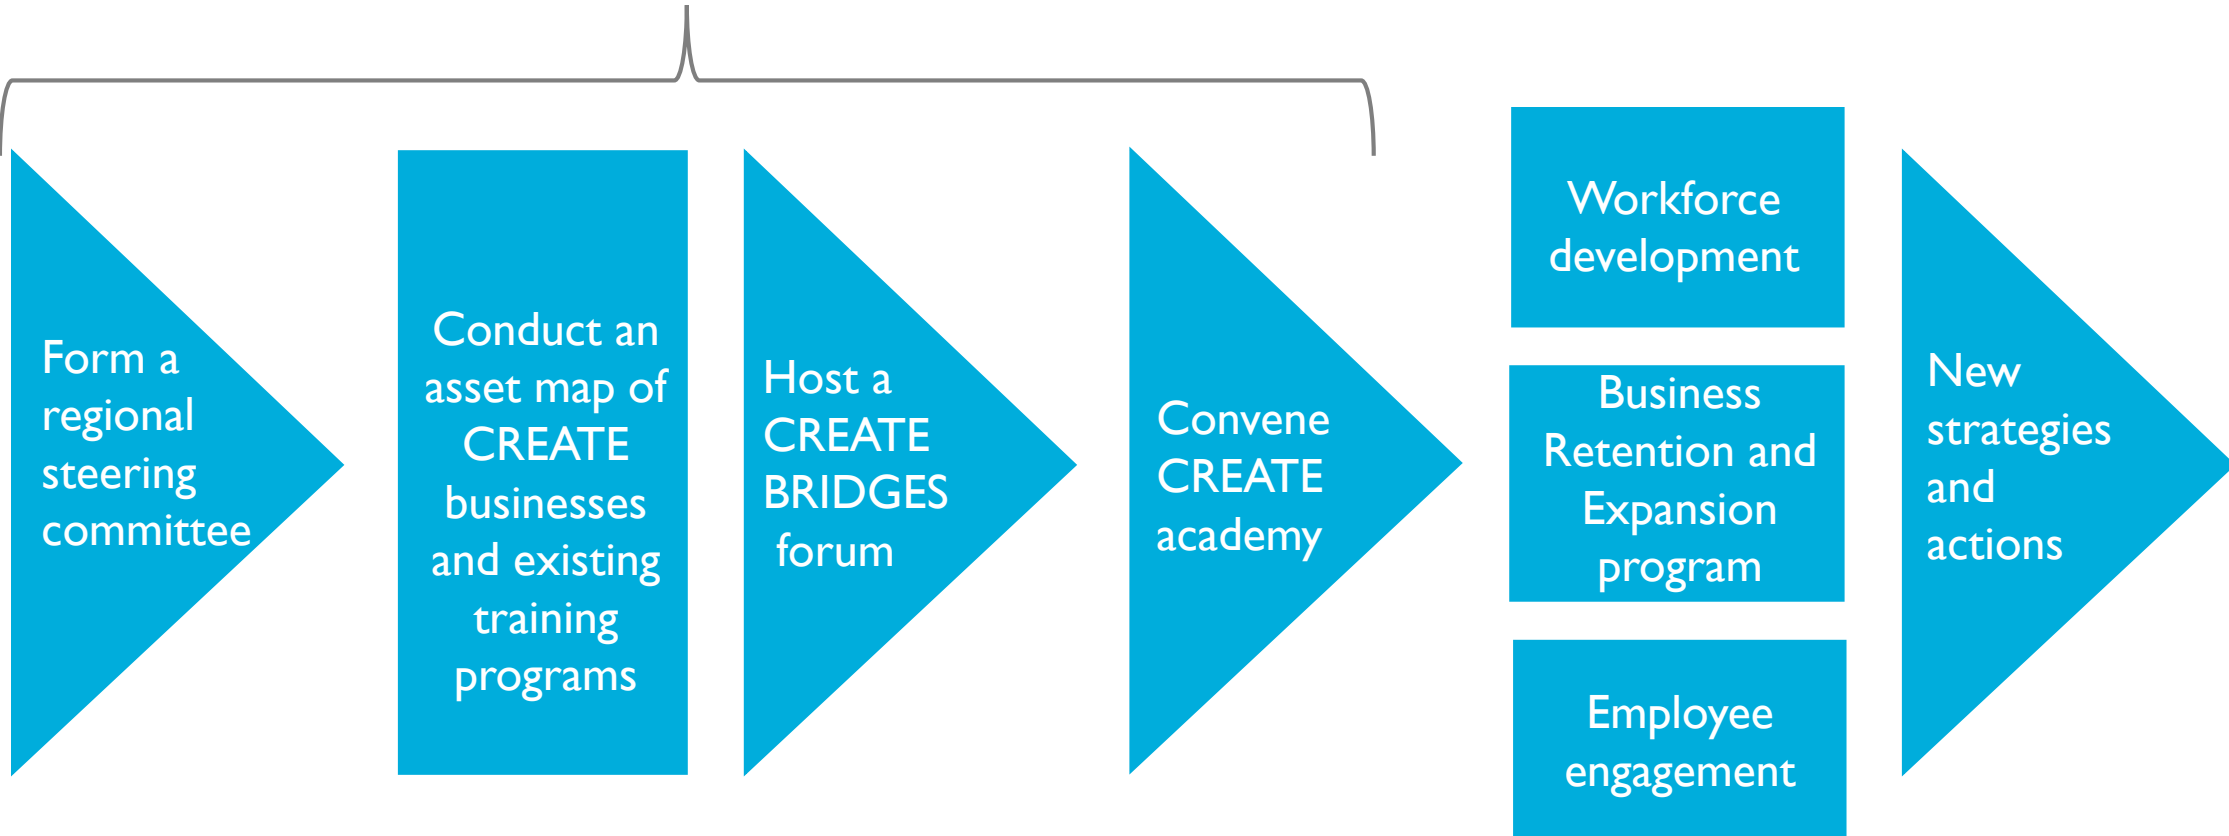 Form a
regional
steering
committee
Conduct an
asset map of
CREATE
businesses
and existing
training
programs
Host a
CREATE
BRIDGES
forum
Convene
CREATE
academy
Workforce
development
Business
Retention and
Expansion
program
Employee
engagement
New
strategies
and
actions